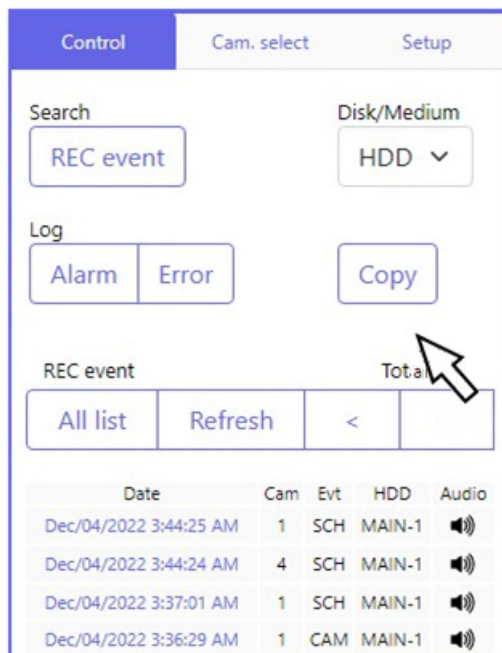 Control Cam. select Setup
Search Disk/Medium
REC event HDD
Log
Alarm Error Copy
REC event Total
All list Refresh <
Date Cam Evt HDD Audio
Dec/04/2022 3:44:25 AM 1 SCH MAIN-1
Dec/04/2022 3:44:24 AM 4 SCH MAIN-1
Dec/04/2022 3:37:01 AM 1 SCH MAIN-1
Dec/04/2022 3:36:29 AM 1 CAM MAIN-1